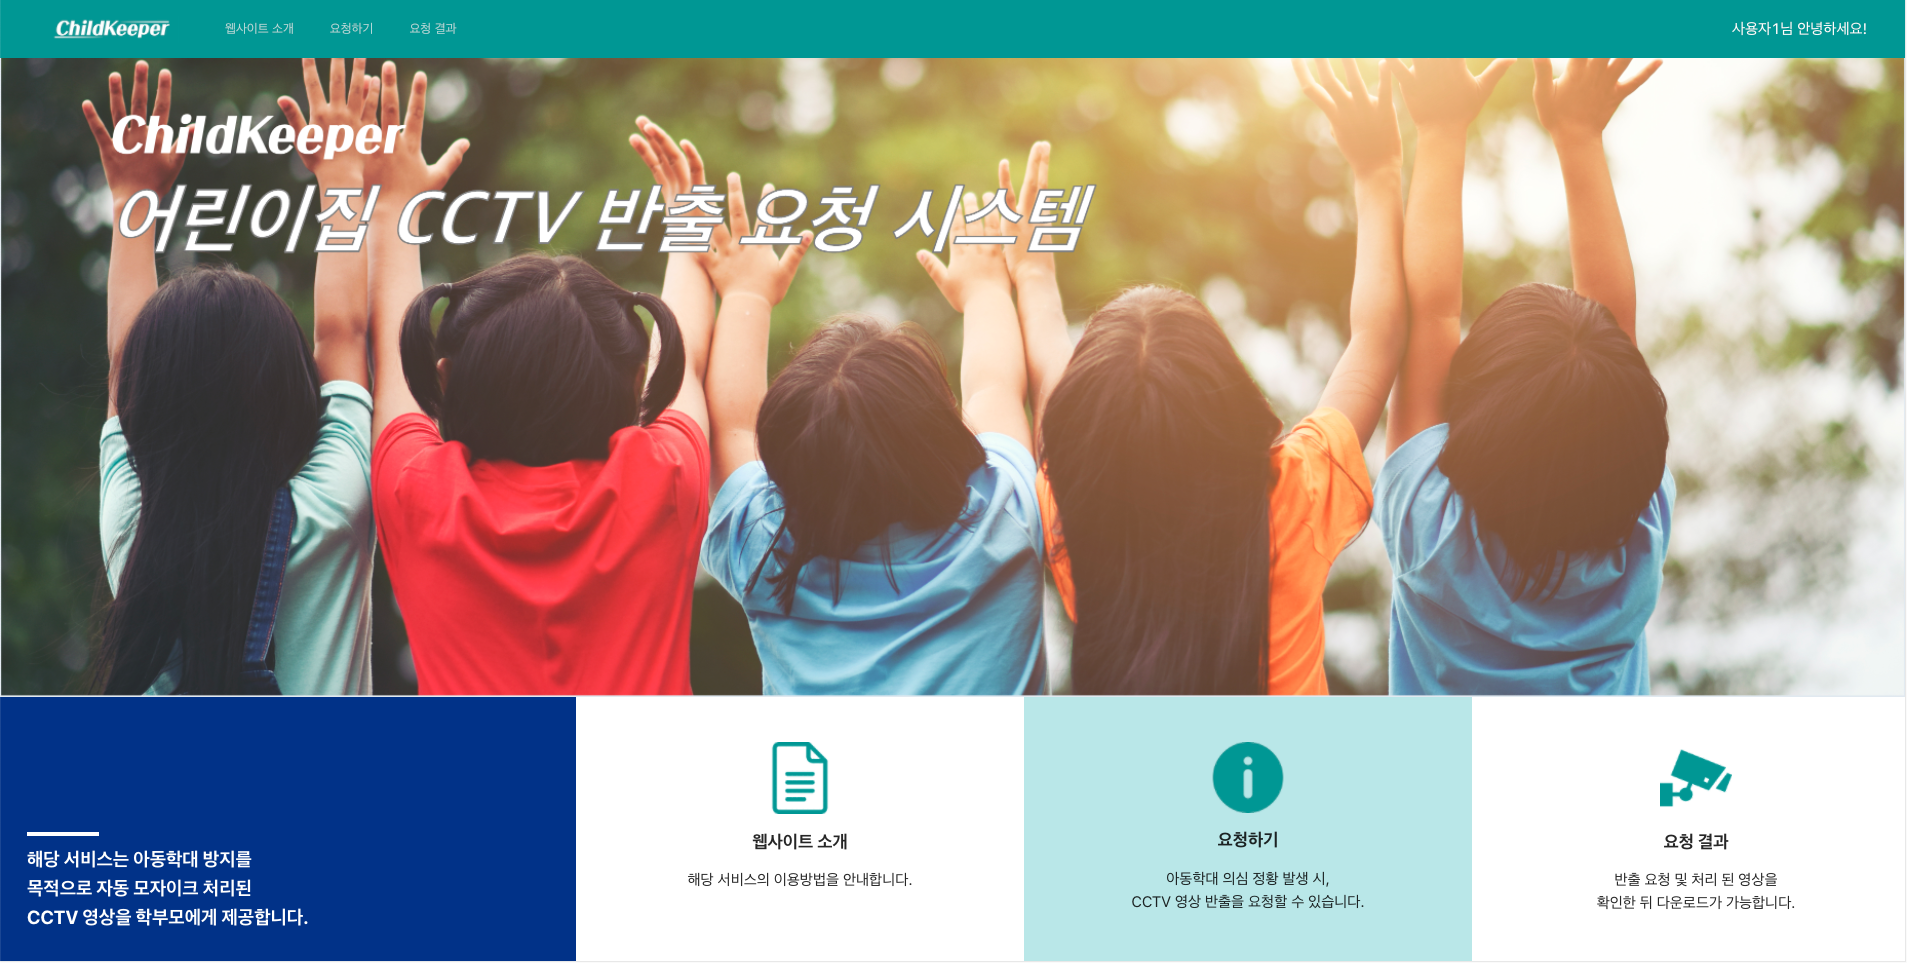 ChildKeeper
웹사이트 소개
요청하기
요청 결과
사용자1님 안녕하세요!
ChildKeeper
어린이집 CCTV 반출 요청 시스템
해당 서비스는 아동학대 방지를
목적으로 자동 모자이크 처리된
CCTV 영상을 학부모에게 제공합니다.
웹사이트 소개
해당 서비스의 이용방법을 안내합니다.
요청하기
아동학대 의심 정황 발생 시,
CCTV 영상 반출을 요청할 수 있습니다.
요청 결과
반출 요청 및 처리 된 영상을
확인한 뒤 다운로드가 가능합니다.